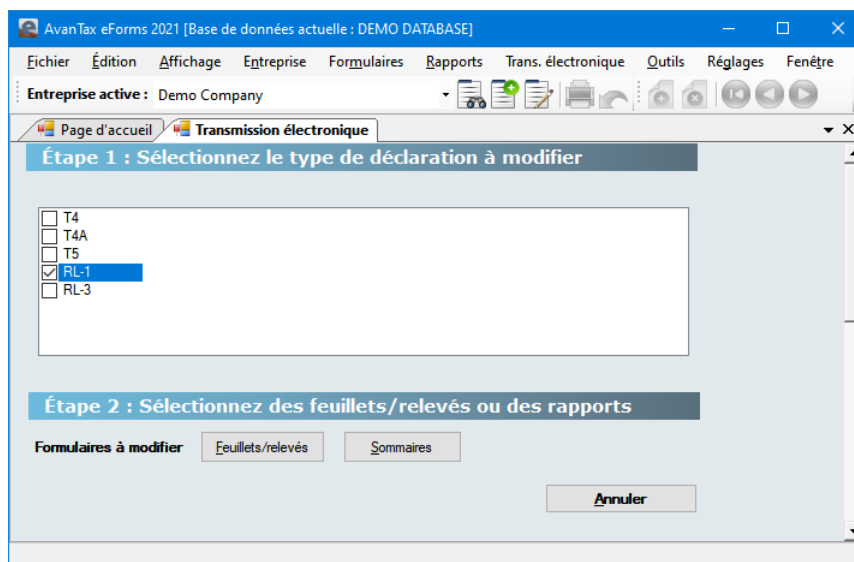 AvanTax eForms 2021 [Base de données actuelle : DEMO DATABASE]
Fichier Édition Affichage Entreprise Formulaires Rapports Trans. électronique Outils Réglages Fenêtre
Entreprise active : Demo Company
Page d'accueil Transmission électronique
Étape 1 : Sélectionnez le type de déclaration à modifier
T4
T4A
T5
RL-1
RL-3
Étape 2 : Sélectionnez des feuillets/relevés ou des rapports
Formulaires à modifier Feuillets/relevés Sommaires
Annuler